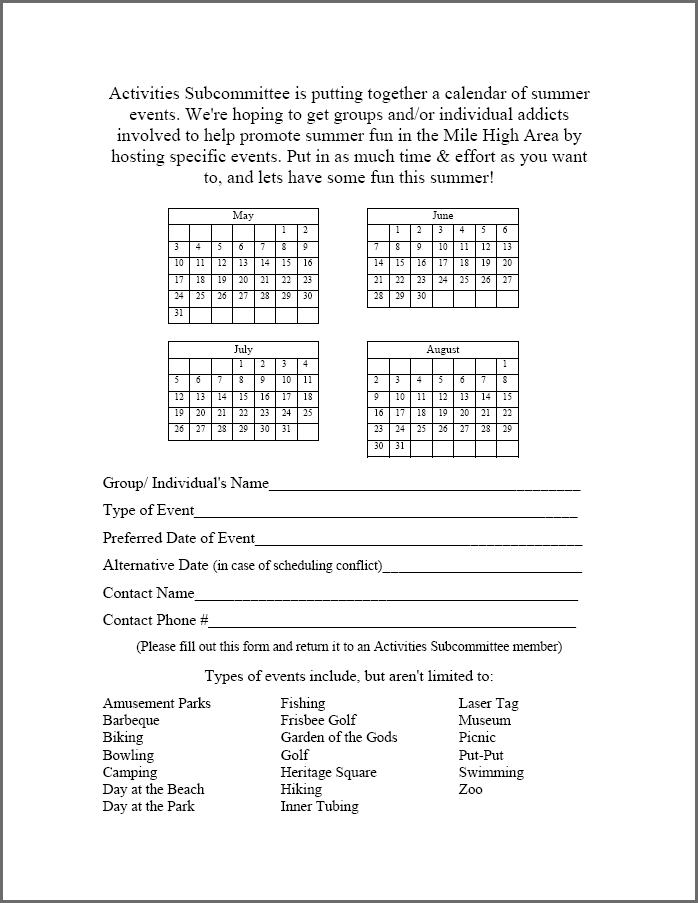 Activities Subcommittee is putting together a calendar of summer
events. We're hoping to get groups and/or individual addicts
involved to help promote summer fun in the Mile High Area by
hosting specific events. Put in as much time & effort as you want
to, and lets have some fun this summer!
May
1 2
3 4 5 6 7 8 9
10 11 12 13 14 15 16
17 18 19 20 21 22 23
24 25 26 27 28 29 30
31
June
1 2 3 4 5 6
7 8 9 10 11 12 13
14 15 16 17 18 19 20
21 22 23 24 25 26 27
28 29 30
July
1 2 3 4
5 6 7 8 9 10 11
12 13 14 15 16 17 18
19 20 21 22 23 24 25
26 27 28 29 30 31
August
1
2 3 4 5 6 7 8
9 10 11 12 13 14 15
16 17 18 19 20 21 22
23 24 25 26 27 28 29
30 31
Group/ Individual's Name
Type of Event
Preferred Date of Event
Alternative Date (in case of scheduling conflict)
Contact Name
Contact Phone #
(Please fill out this form and return it to an Activities Subcommittee member)
Types of events include, but aren't limited to:
Amusement Parks
Barbeque
Biking
Bowling
Camping
Day at the Beach
Day at the Park
Fishing
Frisbee Golf
Garden of the Gods
Golf
Heritage Square
Hiking
Inner Tubing
Laser Tag
Museum
Picnic
Put-Put
Swimming
Zoo